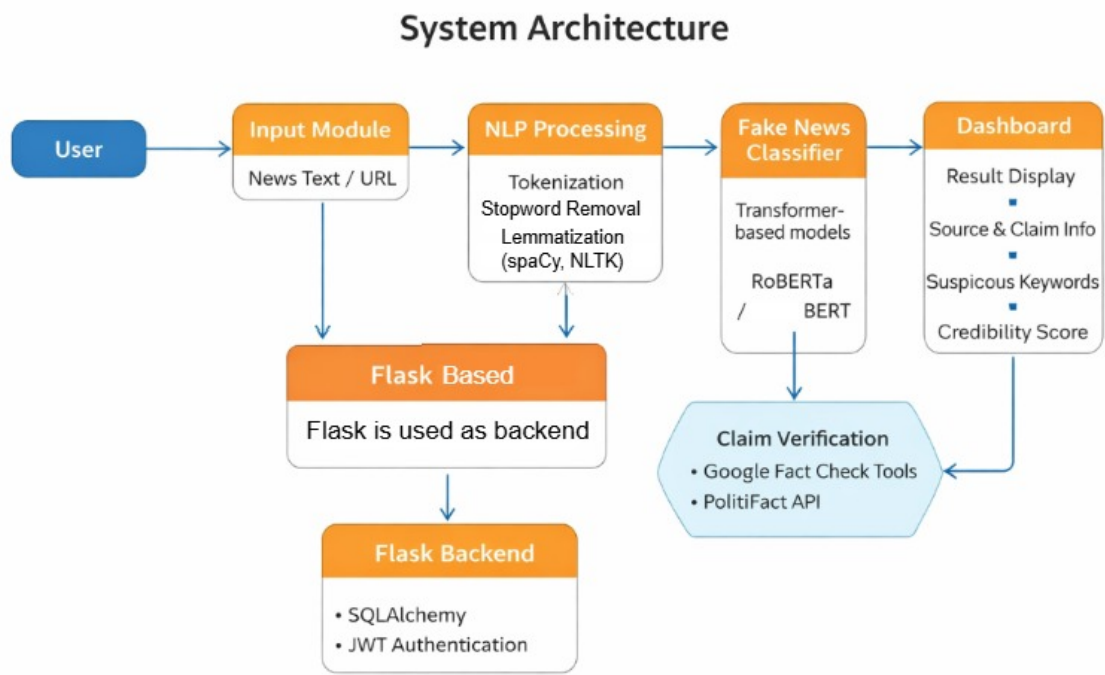 System Architecture
User
Input Module
News Text / URL
NLP Processing
Tokenization
Stopword Removal
Lemmatization
(spaCy, NLTK)
Fake News
Classifier
Transformer-
based models
RoBERTa
/ BERT
Dashboard
Result Display
Source & Claim Info
Suspicous Keywords
Credibility Score
Flask Based
Flask is used as backend
Claim Verification
• Google Fact Check Tools
• PolitiFact API
Flask Backend
• SQLAlchemy
• JWT Authentication